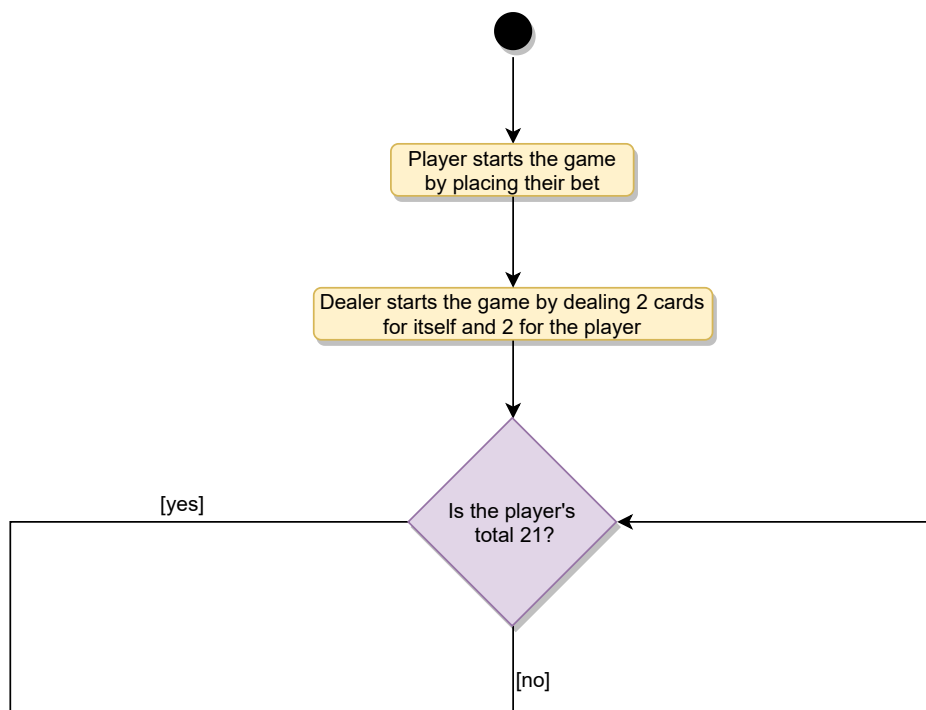 Player starts the game
by placing their bet
Dealer starts the game by dealing 2 cards
for itself and 2 for the player
[yes]
Is the player's
total 21?
[no]